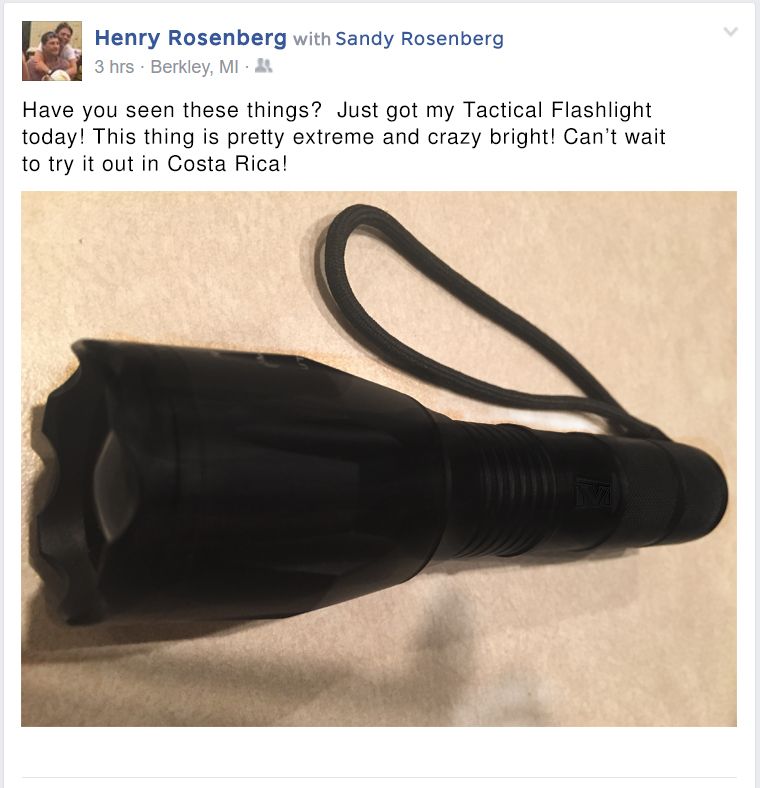 Henry Rosenberg with Sandy Rosenberg
3 hrs · Berkley, MI ·
Have you seen these things?  Just got my Tactical Flashlight
today! This thing is pretty extreme and crazy bright! Can't wait
to try it out in Costa Rica!